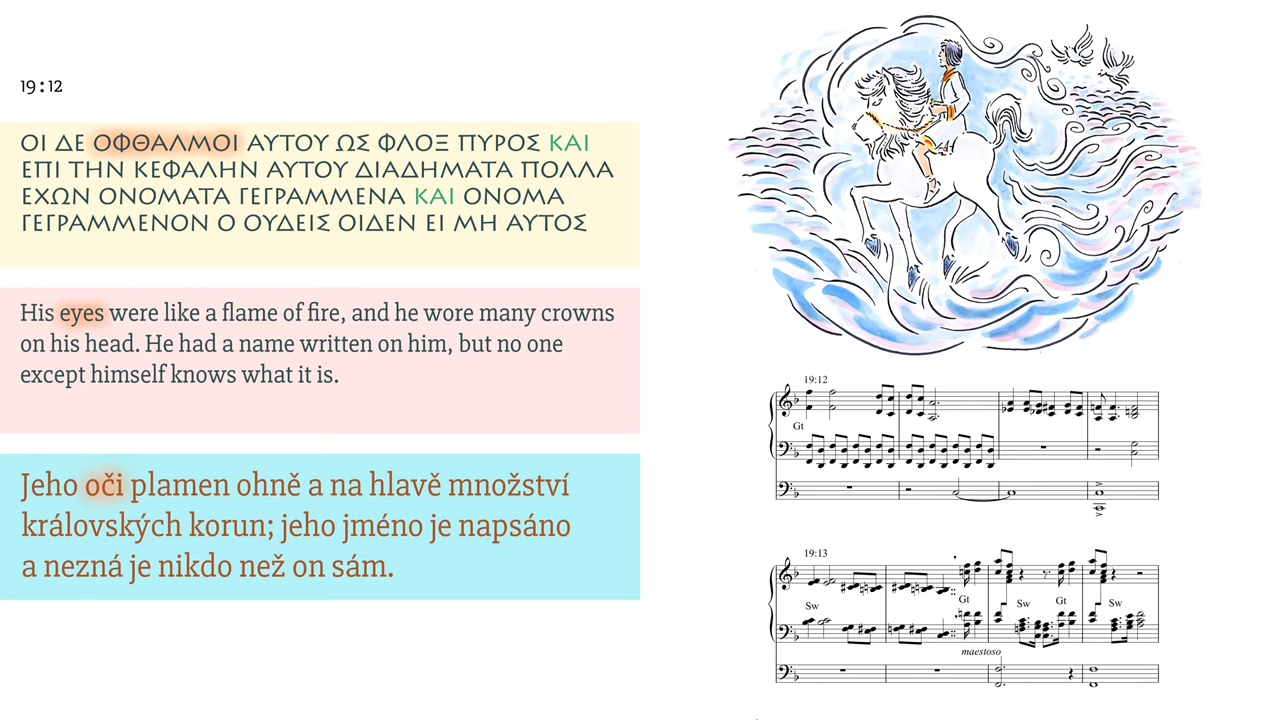 19:12
ΟΙ ΔΕ ΟΦΘΑΛΜΟΙ ΑΥΤΟΥ ΩΣ ΦΛΟΞ ΠΥΡΟΣ ΚΑΙ
ΕΠΙ ΤΗΝ ΚΕΦΑΛΗΝ ΑΥΤΟΥ ΔΙΑΔΗΜΑΤΑ ΠΟΛΛΑ
ΕΧΩΝ ΟΝΟΜΑΤΑ ΓΕΓΡΑΜΜΕΝΑ ΚΑΙ ΟΝΟΜΑ
ΓΕΓΡΑΜΜΕΝΟΝ Ο ΟΥΔΕΙΣ ΟΙΔΕΝ ΕΙ ΜΗ ΑΥΤΟΣ
His eyes were like a flame of fire, and he wore many crowns
on his head. He had a name written on him, but no one
except himself knows what it is.
Jeho oči plamen ohně a na hlavě množství
královských korun; jeho jméno je napsáno
a nezná je nikdo než on sám.
19:12
Gt
19:13
Sw
Gt
Sw
Gt
Sw
maestoso